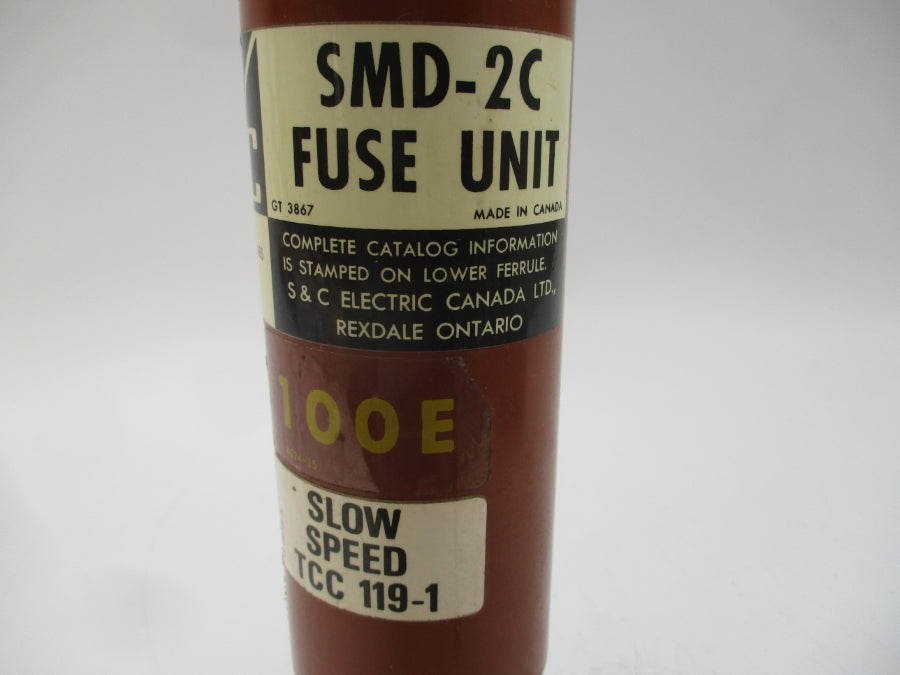 SMD-2C
FUSE UNIT
GT 3867 MADE IN CANADA
COMPLETE CATALOG INFORMATION
IS STAMPED ON LOWER FERRULE.
S & C ELECTRIC CANADA LTD.,
REXDALE ONTARIO
100E
SLOW
SPEED
TCC 119-1